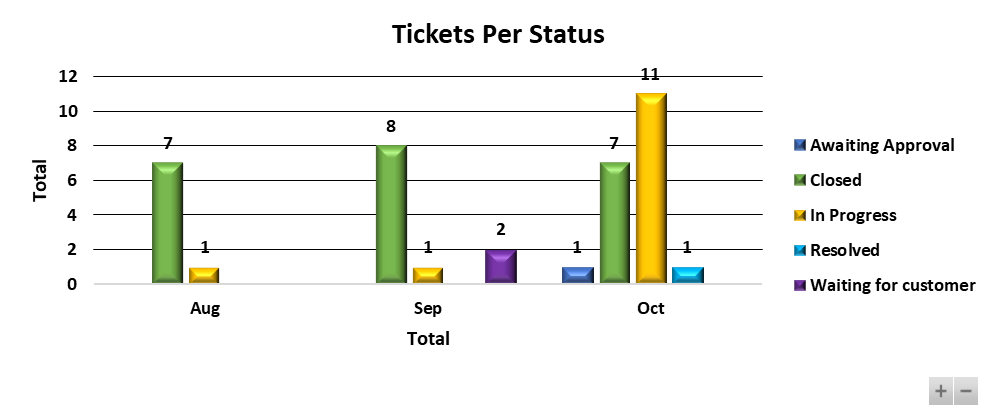 Tickets Per Status
12
10
8
6
4
2
0
Total
7
1
8
1
2
1
7
11
1
Aug
Sep
Oct
Total
Awaiting Approval
Closed
In Progress
Resolved
Waiting for customer
+ −